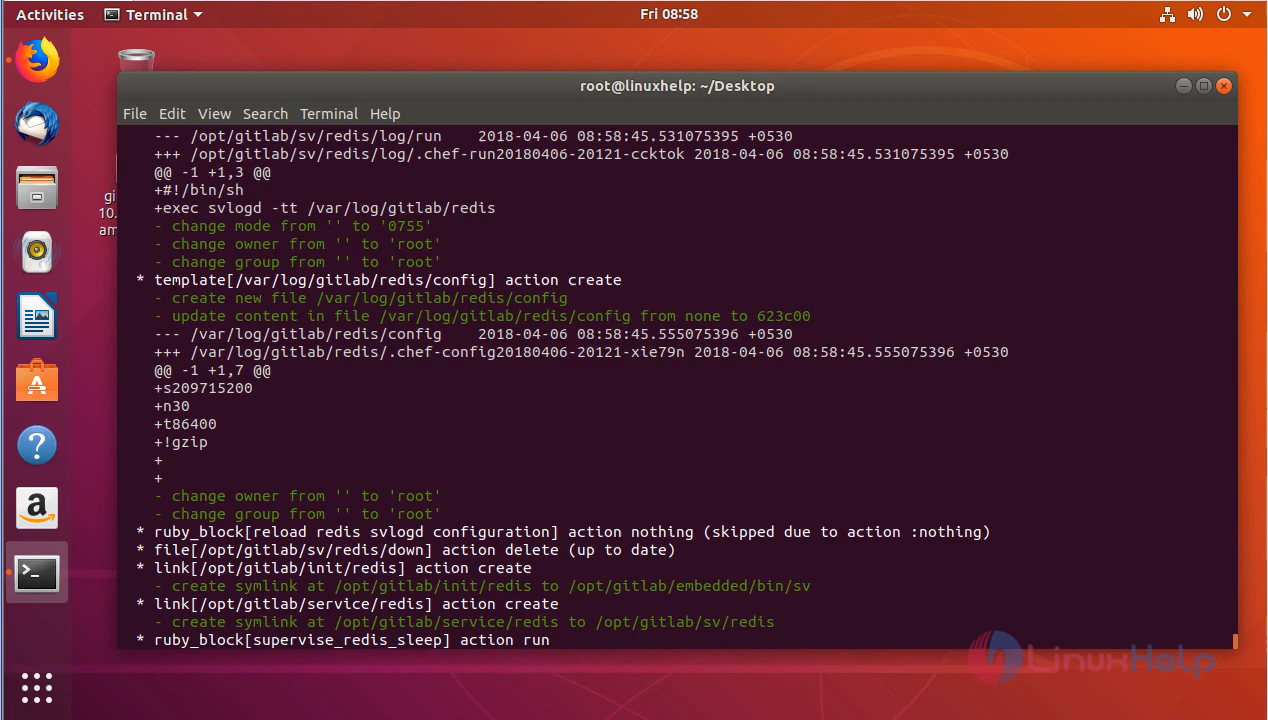 Activities Terminal Fri 08:58
root@linuxhelp: ~/Desktop
File Edit View Search Terminal Help
--- /opt/gitlab/sv/redis/log/run 2018-04-06 08:58:45.531075395 +0530
+++ /opt/gitlab/sv/redis/log/.chef-run20180406-20121-ccktok 2018-04-06 08:58:45.531075395 +0530
@@ -1 +1,3 @@
+#!/bin/sh
+exec svlogd -tt /var/log/gitlab/redis
- change mode from '' to '0755'
- change owner from '' to 'root'
- change group from '' to 'root'
* template[/var/log/gitlab/redis/config] action create
- create new file /var/log/gitlab/redis/config
- update content in file /var/log/gitlab/redis/config from none to 623c00
--- /var/log/gitlab/redis/config 2018-04-06 08:58:45.555075396 +0530
+++ /var/log/gitlab/redis/.chef-config20180406-20121-xie79n 2018-04-06 08:58:45.555075396 +0530
@@ -1 +1,7 @@
+s209715200
+n30
+t86400
+!gzip
+
+
- change owner from '' to 'root'
- change group from '' to 'root'
* ruby_block[reload redis svlogd configuration] action nothing (skipped due to action :nothing)
* file[/opt/gitlab/sv/redis/down] action delete (up to date)
* link[/opt/gitlab/init/redis] action create
- create symlink at /opt/gitlab/init/redis to /opt/gitlab/embedded/bin/sv
* link[/opt/gitlab/service/redis] action create
- create symlink at /opt/gitlab/service/redis to /opt/gitlab/sv/redis
* ruby_block[supervise_redis_sleep] action run
gi
10.
am
LinuxHelp